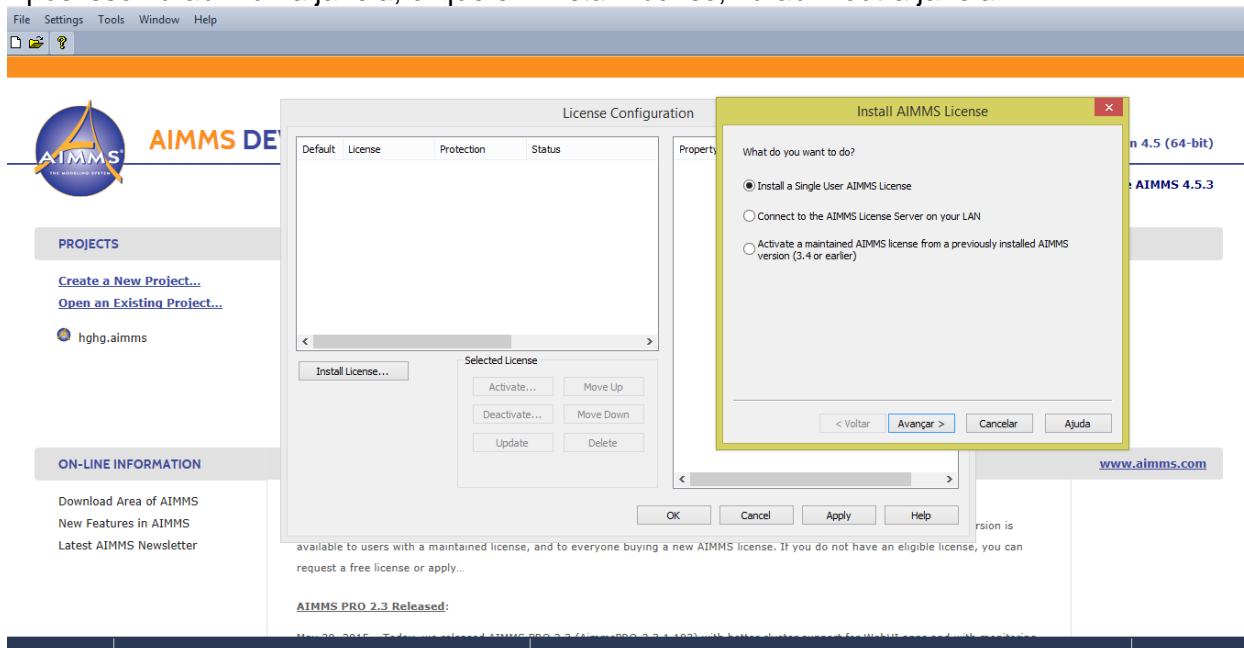 File Settings Tools Window Help
AIMMS
THE MODELING SYSTEM
AIMMS DE
n 4.5 (64-bit)
AIMMS 4.5.3
PROJECTS
Create a New Project...
Open an Existing Project...
hghg.aimms
License Configuration
Default License Protection Status
Property
Install License...
Selected License
Activate... Move Up
Deactivate... Move Down
Update Delete
OK Cancel Apply Help
Install AIMMS License
What do you want to do?
Install a Single User AIMMS License
Connect to the AIMMS License Server on your LAN
Activate a maintained AIMMS license from a previously installed AIMMS
version (3.4 or earlier)
< Voltar Avançar > Cancelar Ajuda
ON-LINE INFORMATION
www.aimms.com
Download Area of AIMMS
New Features in AIMMS
Latest AIMMS Newsletter
rsion is
available to users with a maintained license, and to everyone buying a new AIMMS license. If you do not have an eligible license, you can
request a free license or apply...
AIMMS PRO 2.3 Released: